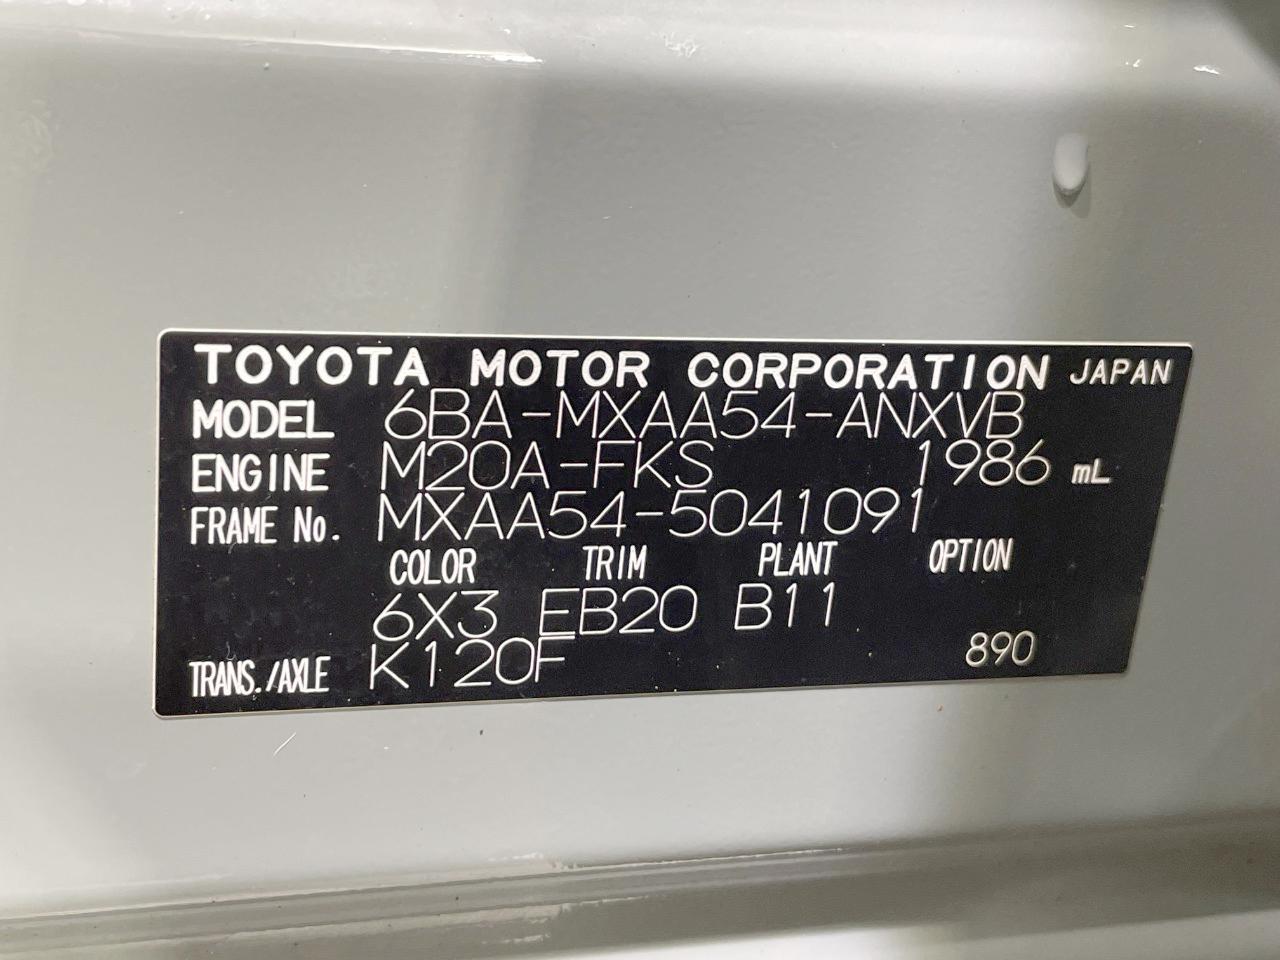 TOYOTA MOTOR CORPORATION JAPAN
MODEL 6BA-MXAA54-ANXVB
ENGINE M20A-FKS 1986 mL
FRAME No. MXAA54-5041091
COLOR TRIM PLANT OPTION
6X3 EB20 B11
TRANS./AXLE K120F 890